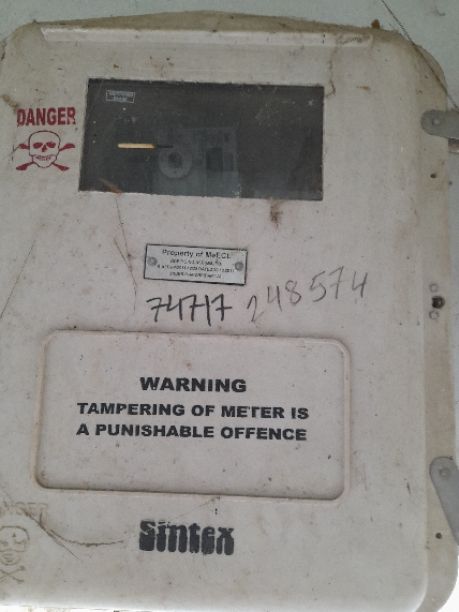 DANGER
Property of MeECL
74717 248574
WARNING
TAMPERING OF METER IS
A PUNISHABLE OFFENCE
Sintex